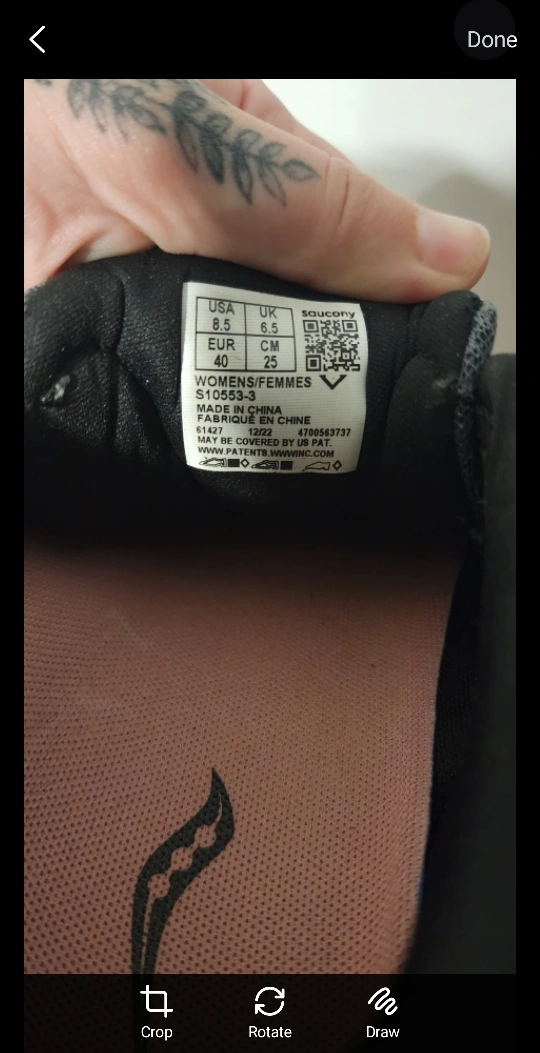 Done
USA UK Saucony
8.5 6.5
EUR CM
40 25
WOMENS/FEMMES
S10553-3
MADE IN CHINA
FABRIQUÉ EN CHINE
61427 12/22 4700563737
MAY BE COVERED BY US PAT.
WWW.PATENTS.WWWINC.COM
Crop Rotate Draw